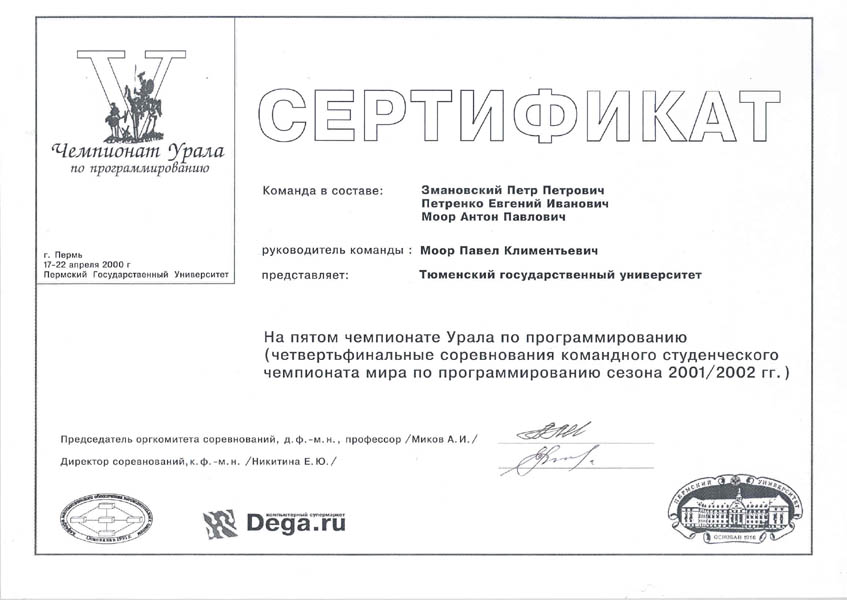 V
Чемпионат Урала
по программированию
г. Пермь
17-22 апреля 2000 г
Пермский Государственный Университет
СЕРТИФИКАТ
Команда в составе: Змановский Петр Петрович
Петренко Евгений Иванович
Моор Антон Павлович
руководитель команды : Моор Павел Климентьевич
представляет: Тюменский государственный университет
На пятом чемпионате Урала по программированию
(четвертьфинальные соревнования командного студенческого
чемпионата мира по программированию сезона 2001/2002 гг.)
Председатель оргкомитета соревнований, д.ф.-м.н., профессор /Миков А.И./
Директор соревнований,к.ф.-м.н. /Никитина Е.Ю./
компьютерный супермаркет
Dega.ru
ПЕРМСКИЙ УНИВЕРСИТЕТ
ОСНОВАН 1916